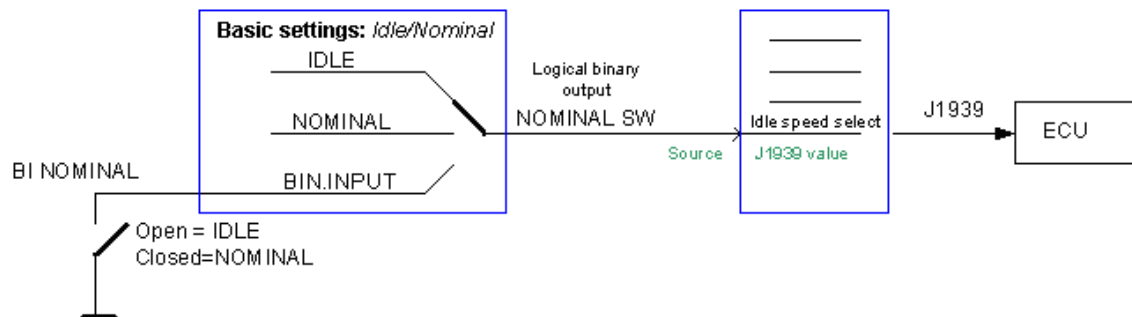 Basic settings: Idle/Nominal
IDLE
NOMINAL
BIN.INPUT
BI NOMINAL
Open = IDLE
Closed=NOMINAL
Logical binary
output
NOMINAL SW
Source
Idle speed select
J1939 value
J1939
ECU